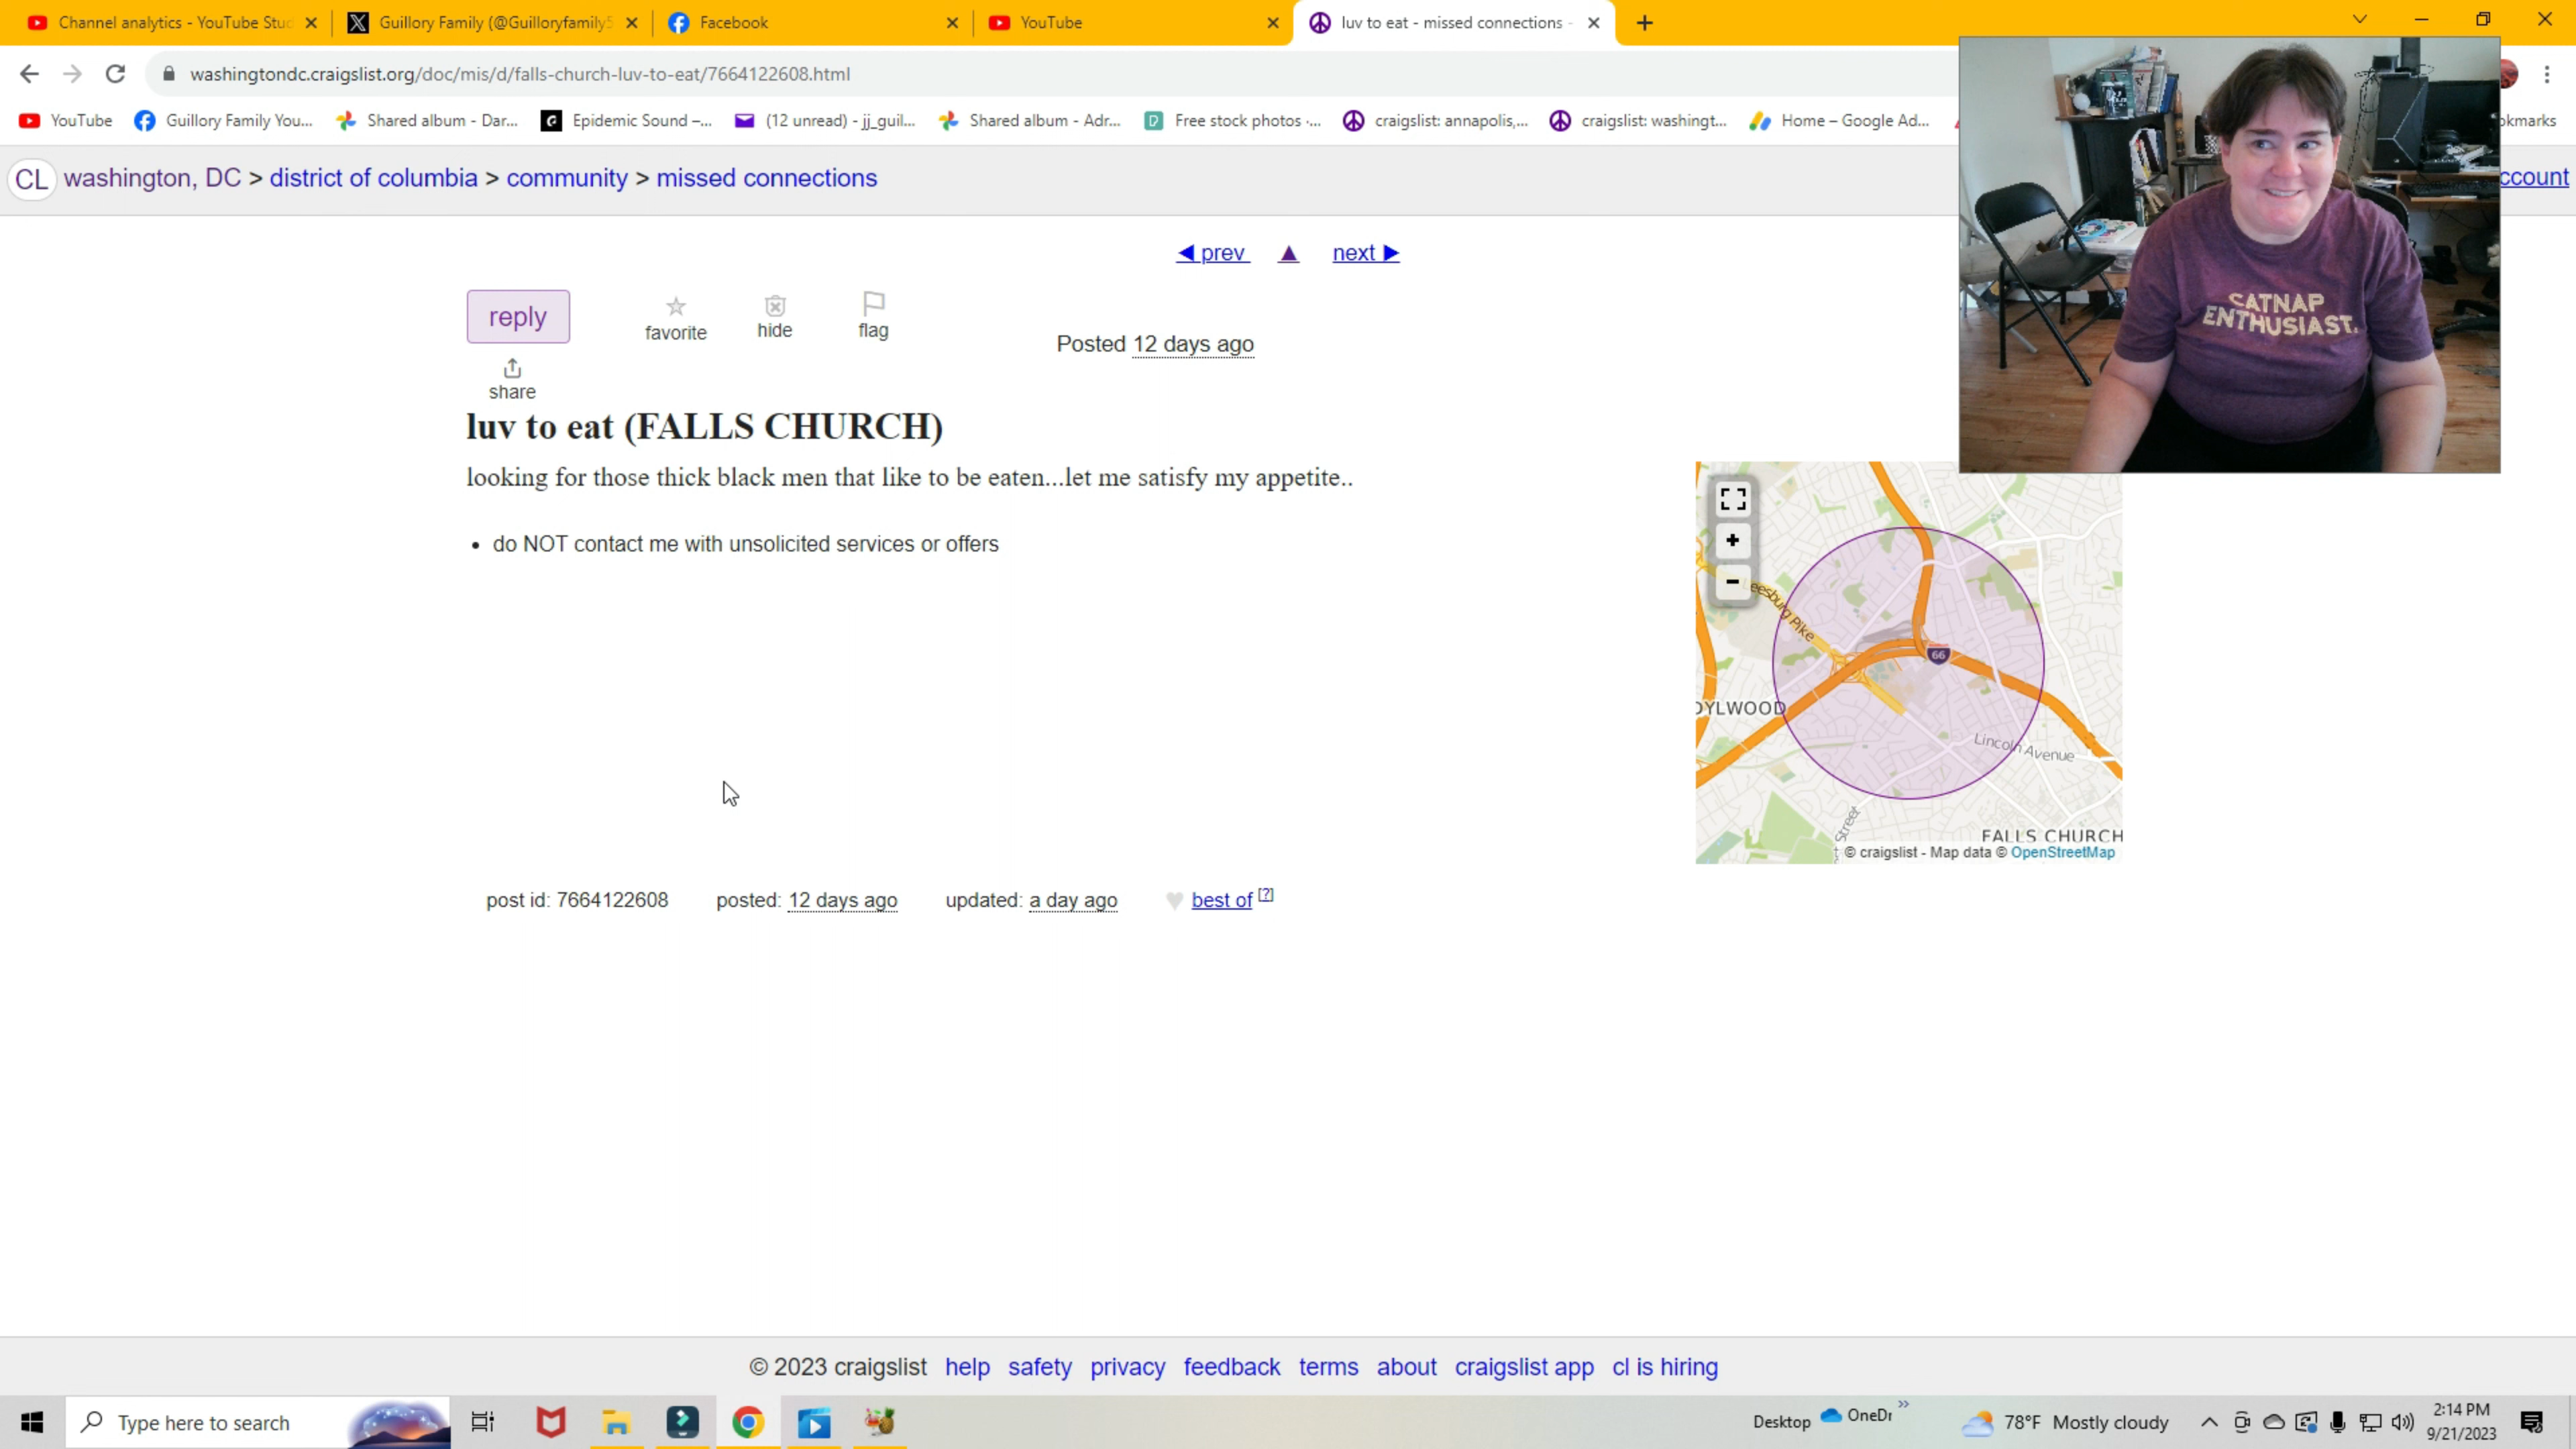 Channel analytics - YouTube Stu
Guillory Family (@Guilloryfamily5
Facebook
YouTube
luv to eat - missed connections -
washingtondc.craigslist.org/doc/mis/d/falls-church-luv-to-eat/7664122608.html
YouTube
Guillory Family You...
Shared album - Dar...
Epidemic Sound –...
(12 unread) - jj_guil...
Shared album - Adr...
Free stock photos ·...
craigslist: annapolis,...
craigslist: washingt...
Home – Google Ad...
okmarks
CL washington, DC > district of columbia > community > missed connections
ccount
CATNAP
ENTHUSIAST.
◀ prev ▲ next ▶
reply
favorite
hide
flag
Posted 12 days ago
share
luv to eat (FALLS CHURCH)
looking for those thick black men that like to be eaten...let me satisfy my appetite..
• do NOT contact me with unsolicited services or offers
+
-
Leesburg Pike
66
DYLWOOD
Lincoln Avenue
Street
FALLS CHURCH
© craigslist - Map data © OpenStreetMap
post id: 7664122608 posted: 12 days ago updated: a day ago ♥ best of [?]
© 2023 craigslist help safety privacy feedback terms about craigslist app cl is hiring
Type here to search
Desktop
OneDr
78°F Mostly cloudy
2:14 PM
9/21/2023